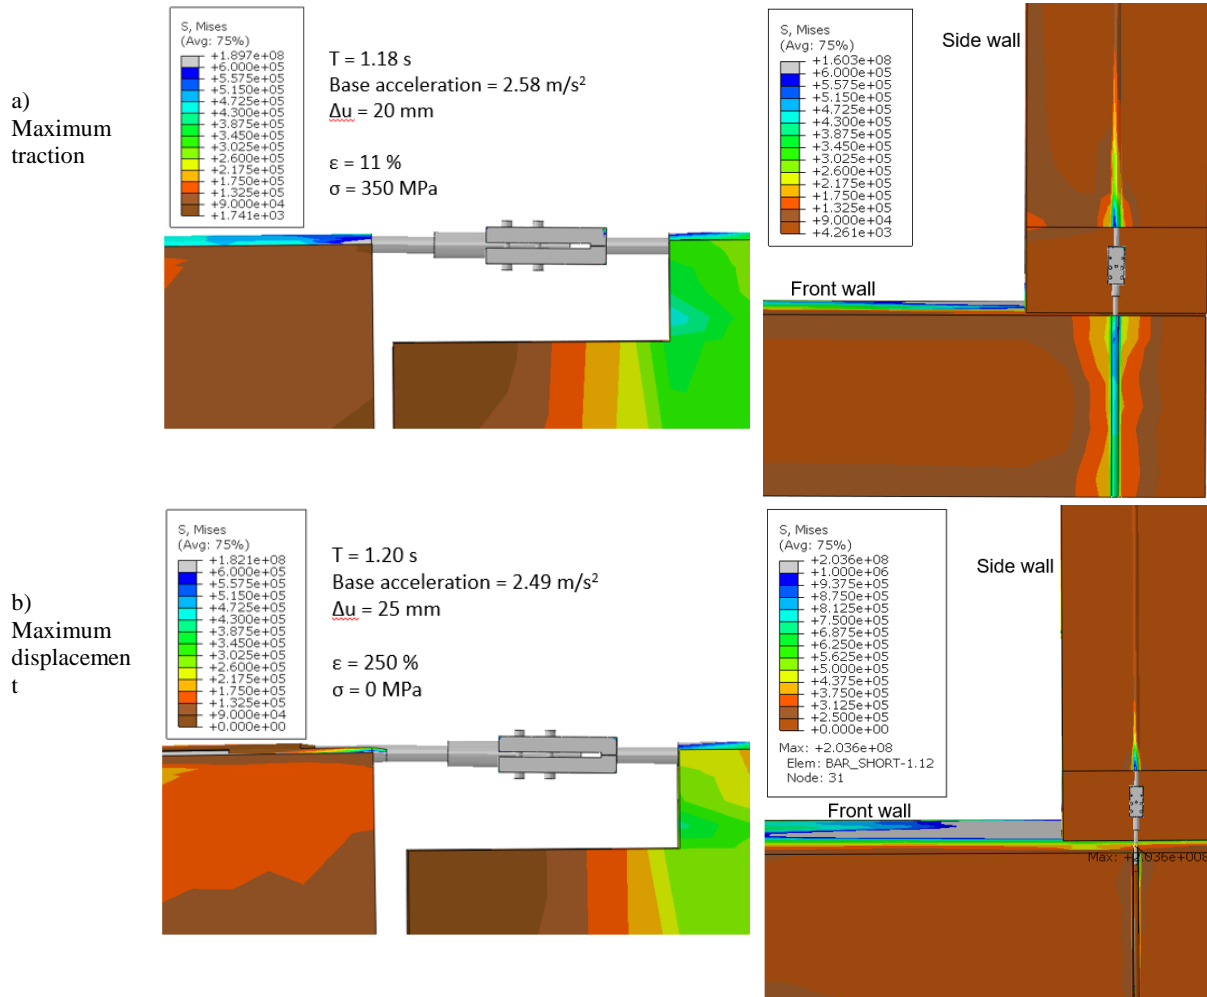 a)
Maximum
traction
S, Mises
(Avg: 75%)
+1.897e+08
+6.000e+05
+5.575e+05
+5.150e+05
+4.725e+05
+4.300e+05
+3.875e+05
+3.450e+05
+3.025e+05
+2.600e+05
+2.175e+05
+1.750e+05
+1.325e+05
+9.000e+04
+1.741e+03
T = 1.18 s
Base acceleration = 2.58 m/s²
Δu = 20 mm
ε = 11 %
σ = 350 MPa
S, Mises
(Avg: 75%)
+1.603e+08
+6.000e+05
+5.575e+05
+5.150e+05
+4.725e+05
+4.300e+05
+3.875e+05
+3.450e+05
+3.025e+05
+2.600e+05
+2.175e+05
+1.750e+05
+1.325e+05
+9.000e+04
+4.261e+03
Side wall
Front wall
b)
Maximum
displacemen
t
S, Mises
(Avg: 75%)
+1.821e+08
+6.000e+05
+5.575e+05
+5.150e+05
+4.725e+05
+4.300e+05
+3.875e+05
+3.450e+05
+3.025e+05
+2.600e+05
+2.175e+05
+1.750e+05
+1.325e+05
+9.000e+04
+0.000e+00
T = 1.20 s
Base acceleration = 2.49 m/s²
Δu = 25 mm
ε = 250 %
σ = 0 MPa
S, Mises
(Avg: 75%)
+2.036e+08
+1.000e+06
+9.375e+05
+8.750e+05
+8.125e+05
+7.500e+05
+6.875e+05
+6.250e+05
+5.625e+05
+5.000e+05
+4.375e+05
+3.750e+05
+3.125e+05
+2.500e+05
+0.000e+00
Max: +2.036e+08
Elem: BAR_SHORT-1.12
Node: 31
Side wall
Front wall
Max: +2.036e+008